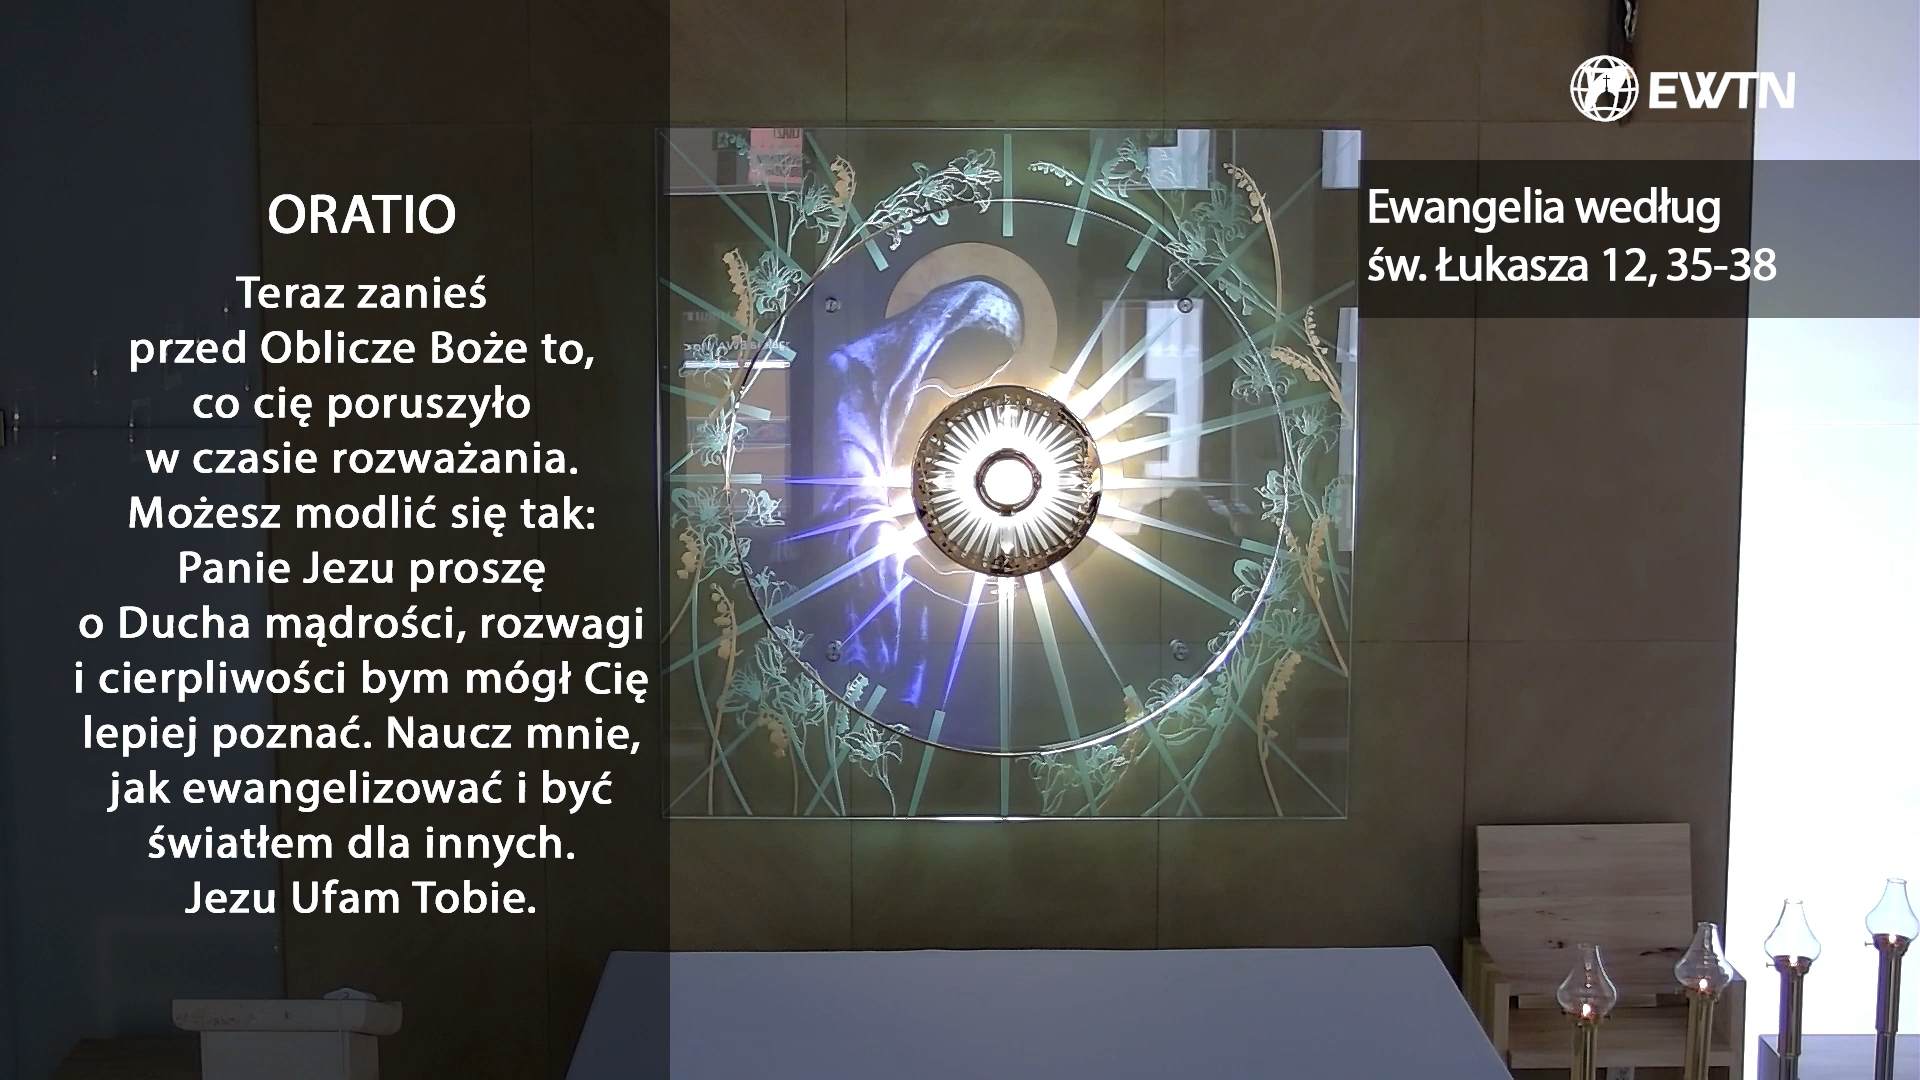 ORATIO
Teraz zanieś
przed Oblicze Boże to,
co cię poruszyło
w czasie rozważania.
Możesz modlić się tak:
Panie Jezu proszę
o Ducha mądrości, rozwagi
i cierpliwości bym mógł Cię
lepiej poznać. Naucz mnie,
jak ewangelizować i być
światłem dla innych.
Jezu Ufam Tobie.
EWTN
Ewangelia według
św. Łukasza 12, 35-38